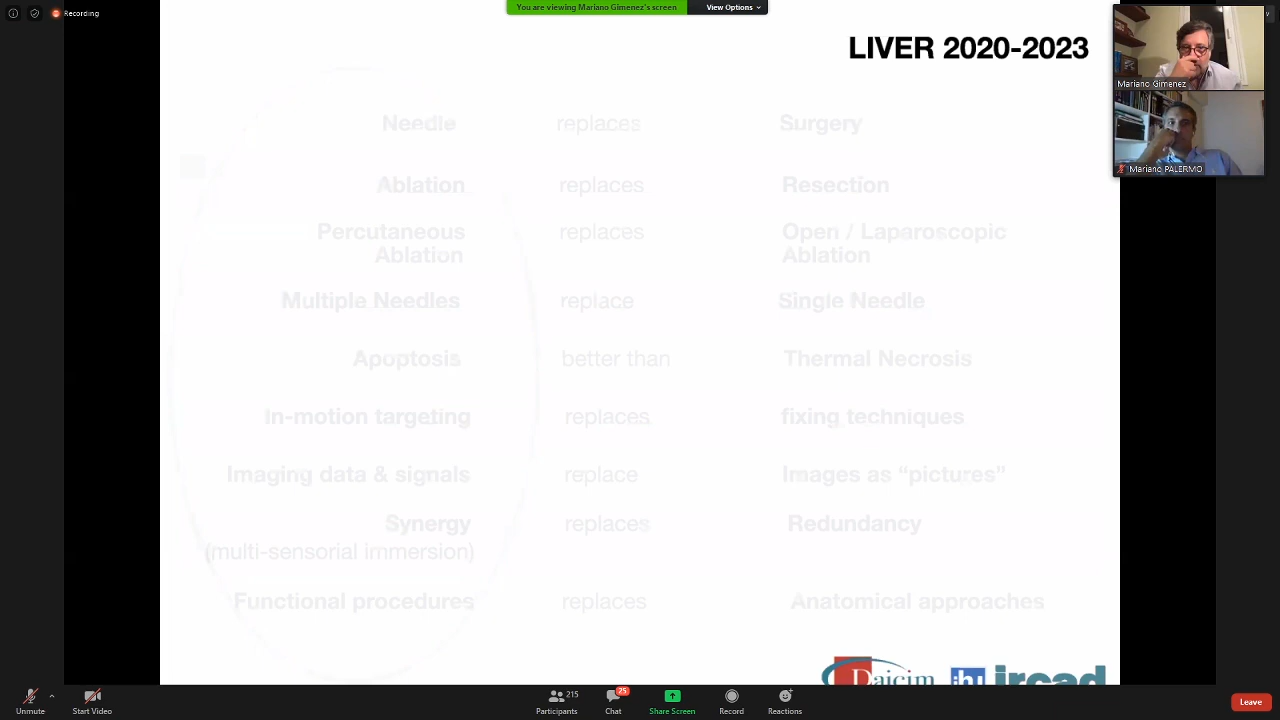 Recording
You are viewing Mariano Gimenez's screen
View Options
LIVER 2020-2023
Mariano Gimenez
Mariano PALERMO
Needle replaces Surgery
Ablation replaces Resection
Percutaneous replaces Open / Laparoscopic
Ablation Ablation
Multiple Needles replace Single Needle
Apoptosis better than Thermal Necrosis
In-motion targeting replaces fixing techniques
Imaging data & signals replace Images as “pictures”
Synergy replaces Redundancy
(multi-sensorial immersion)
Functional procedures replaces Anatomical approaches
Daicim ihu ircad
215
25
Unmute
Start Video
Participants
Chat
Share Screen
Record
Reactions
Leave